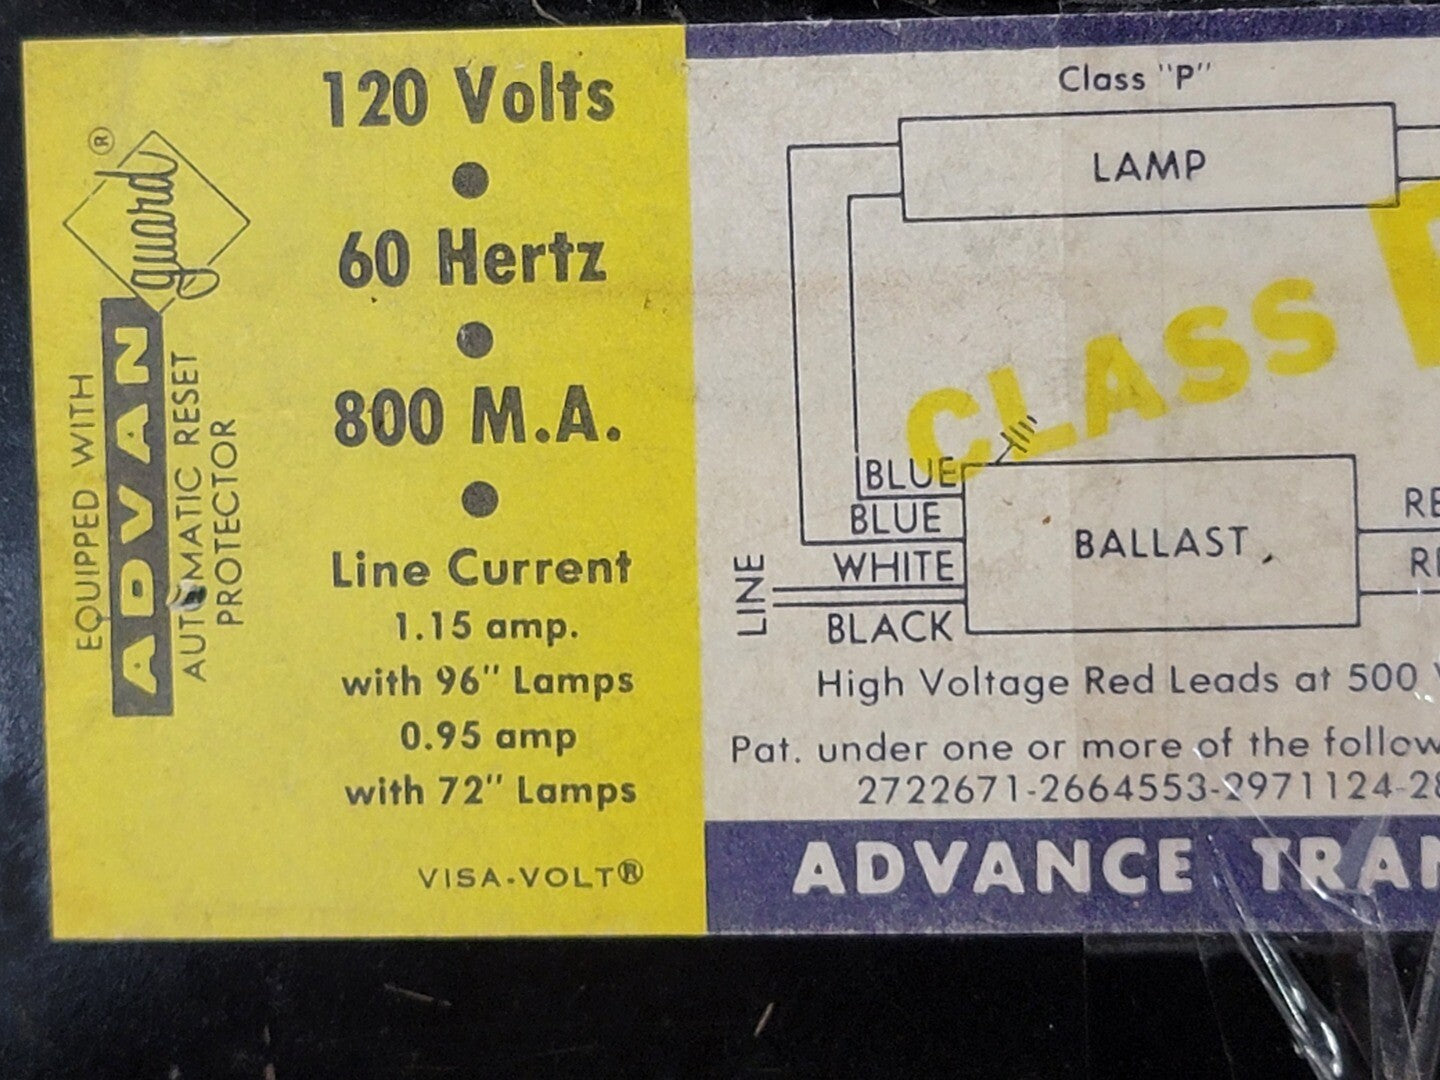 EQUIPPED WITH
ADVAN
guard®
AUTOMATIC RESET
PROTECTOR
120 Volts
60 Hertz
800 M.A.
Line Current
1.15 amp.
with 96" Lamps
0.95 amp
with 72" Lamps
VISA-VOLT®
Class "P"
LAMP
CLASS
BLUE
BLUE
WHITE
BLACK
LINE
BALLAST
High Voltage Red Leads at 500
Pat. under one or more of the
2722671-2664553-2971124-
ADVANCE